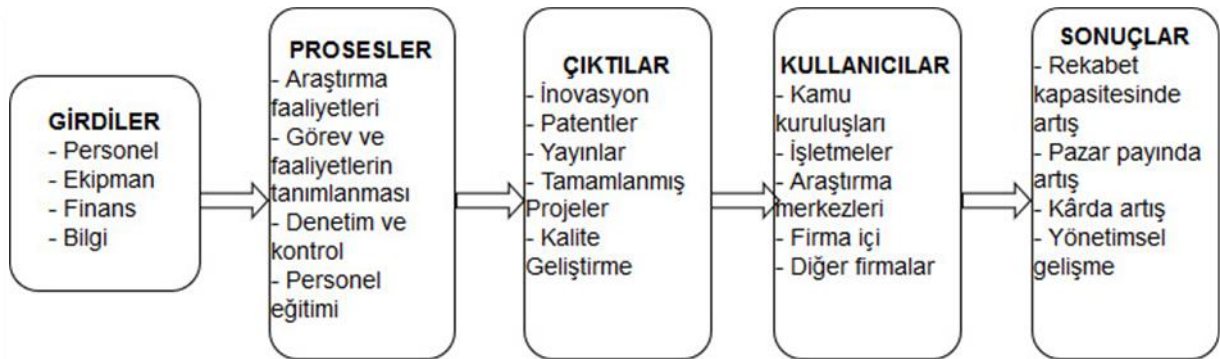 GİRDİLER
- Personel
- Ekipman
- Finans
- Bilgi
PROSESLER
- Araştırma
faaliyetleri
- Görev ve
faaliyetlerin
tanımlanması
- Denetim ve
kontrol
- Personel
eğitimi
ÇIKTILAR
- İnovasyon
- Patentler
- Yayınlar
- Tamamlanmış
Projeler
- Kalite
Geliştirme
KULLANICILAR
- Kamu
kuruluşları
- İşletmeler
- Araştırma
merkezleri
- Firma içi
- Diğer firmalar
SONUÇLAR
- Rekabet
kapasitesinde
artış
- Pazar payında
artış
- Kârda artış
- Yönetimsel
gelişme